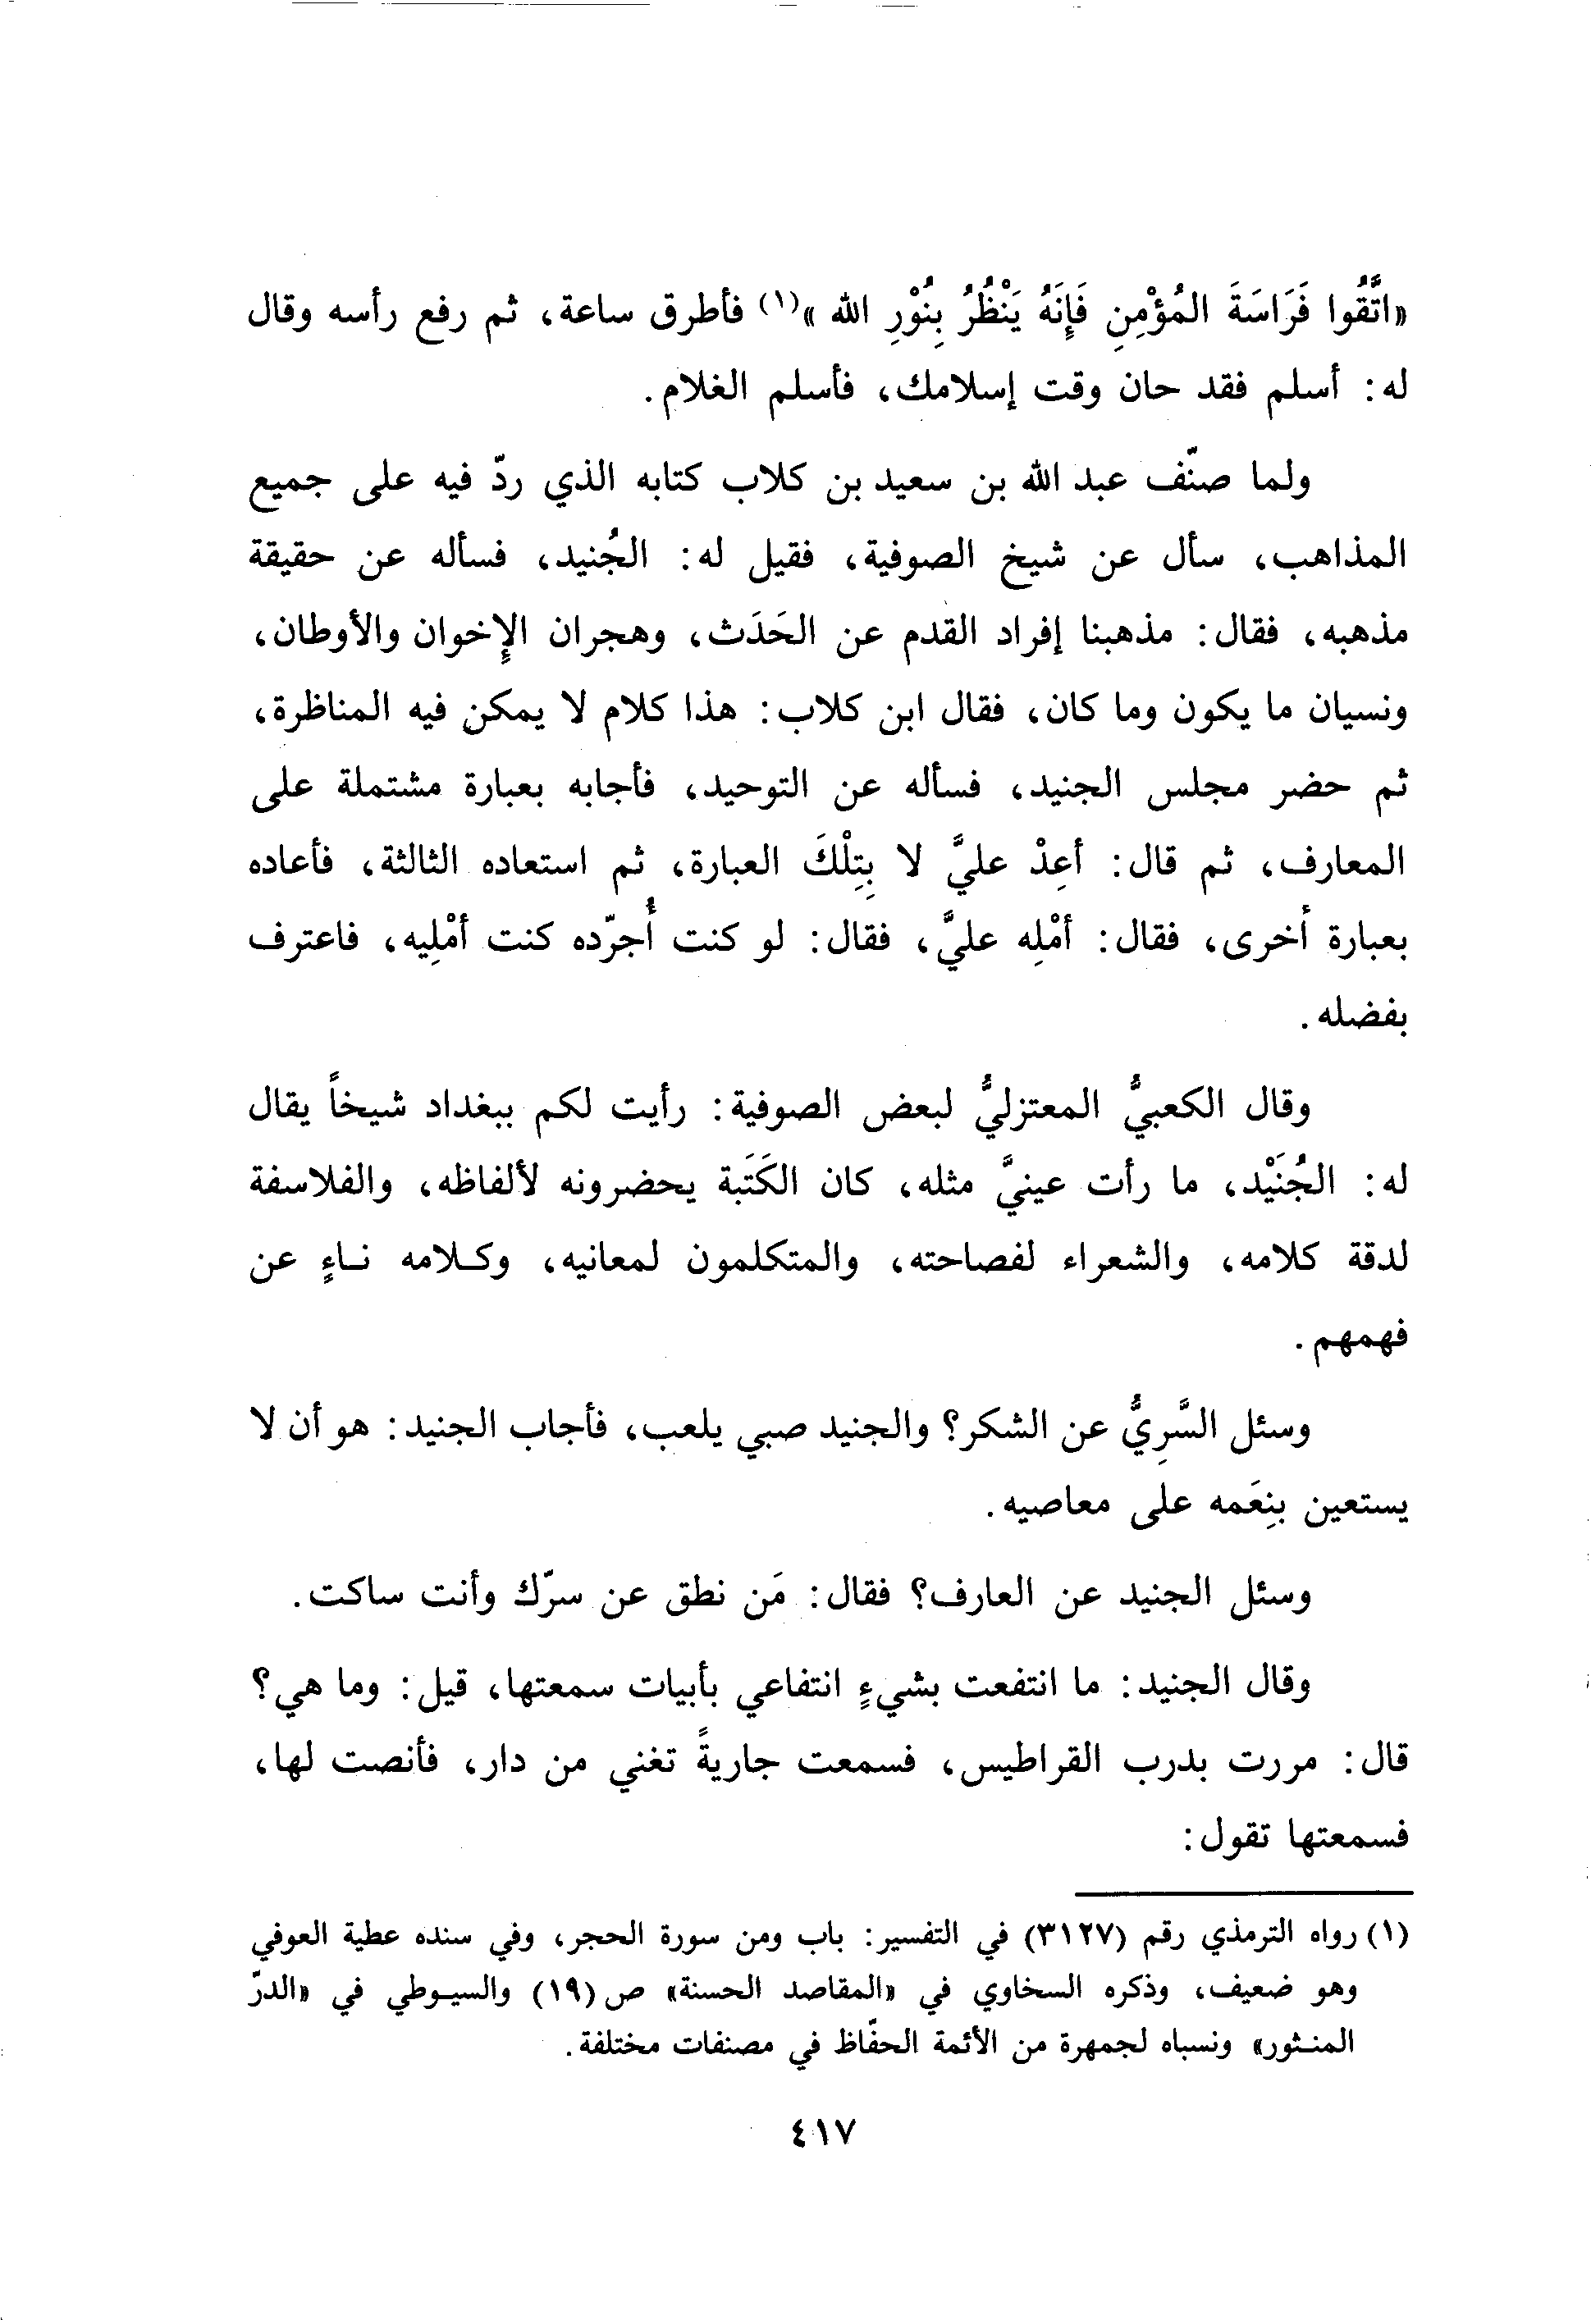 «اتَّقُوا فَرَاسَةَ المُؤْمِنِ فَإِنَهُ يَنْظُرُ بِنُوْرِ الله »(١) فأطرق ساعة، ثم رفع رأسه وقال
له: أسلم فقد حان وقت إسلامك، فأسلم الغلام.
ولما صنّف عبد الله بن سعيد بن كلاب كتابه الذي ردّ فيه على جميع
المذاهب، سأل عن شيخ الصوفية، فقيل له: الجُنيد، فسأله عن حقيقة
مذهبه، فقال: مذهبنا إفراد القدم عن الحَدَث، وهجران الإخوان والأوطان،
ونسيان ما يكون وما كان، فقال ابن كلاب: هذا كلام لا يمكن فيه المناظرة،
ثم حضر مجلس الجنيد، فسأله عن التوحيد، فأجابه بعبارة مشتملة على
المعارف، ثم قال: أعِدْ عليَّ لا بِتِلْكَ العبارة، ثم استعاده الثالثة، فأعاده
بعبارة أخرى، فقال: أمْلِه عليَّ، فقال: لو كنت أُجرّده كنت أمْلِيه، فاعترف
بفضله.
وقال الكعبيُّ المعتزليُّ لبعض الصوفية: رأيت لكم ببغداد شيخاً يقال
له: الجُنَيْد، ما رأت عينيَّ مثله، كان الكَتَبة يحضرونه لألفاظه، والفلاسفة
لدقة كلامه، والشعراء لفصاحته، والمتكلمون لمعانيه، وكلامه ناءٍ عن
فهمهم.
وسئل السَّرِيُّ عن الشكر؟ والجنيد صبي يلعب، فأجاب الجنيد: هو أن لا
يستعين بنِعَمه على معاصيه.
وسئل الجنيد عن العارف؟ فقال: مَن نطق عن سرّك وأنت ساكت.
وقال الجنيد: ما انتفعت بشيءٍ انتفاعي بأبيات سمعتها، قيل: وما هي؟
قال: مررت بدرب القراطيس، فسمعت جاريةً تغني من دار، فأنصت لها،
فسمعتها تقول:
(١) رواه الترمذي رقم (٣١٢٧) في التفسير: باب ومن سورة الحجر، وفي سنده عطية العوفي
وهو ضعيف، وذكره السخاوي في «المقاصد الحسنة» ص (١٩) والسيوطي في «الدرّ
المنثور» ونسباه لجمهرة من الأئمة الحفّاظ في مصنفات مختلفة.
٤١٧